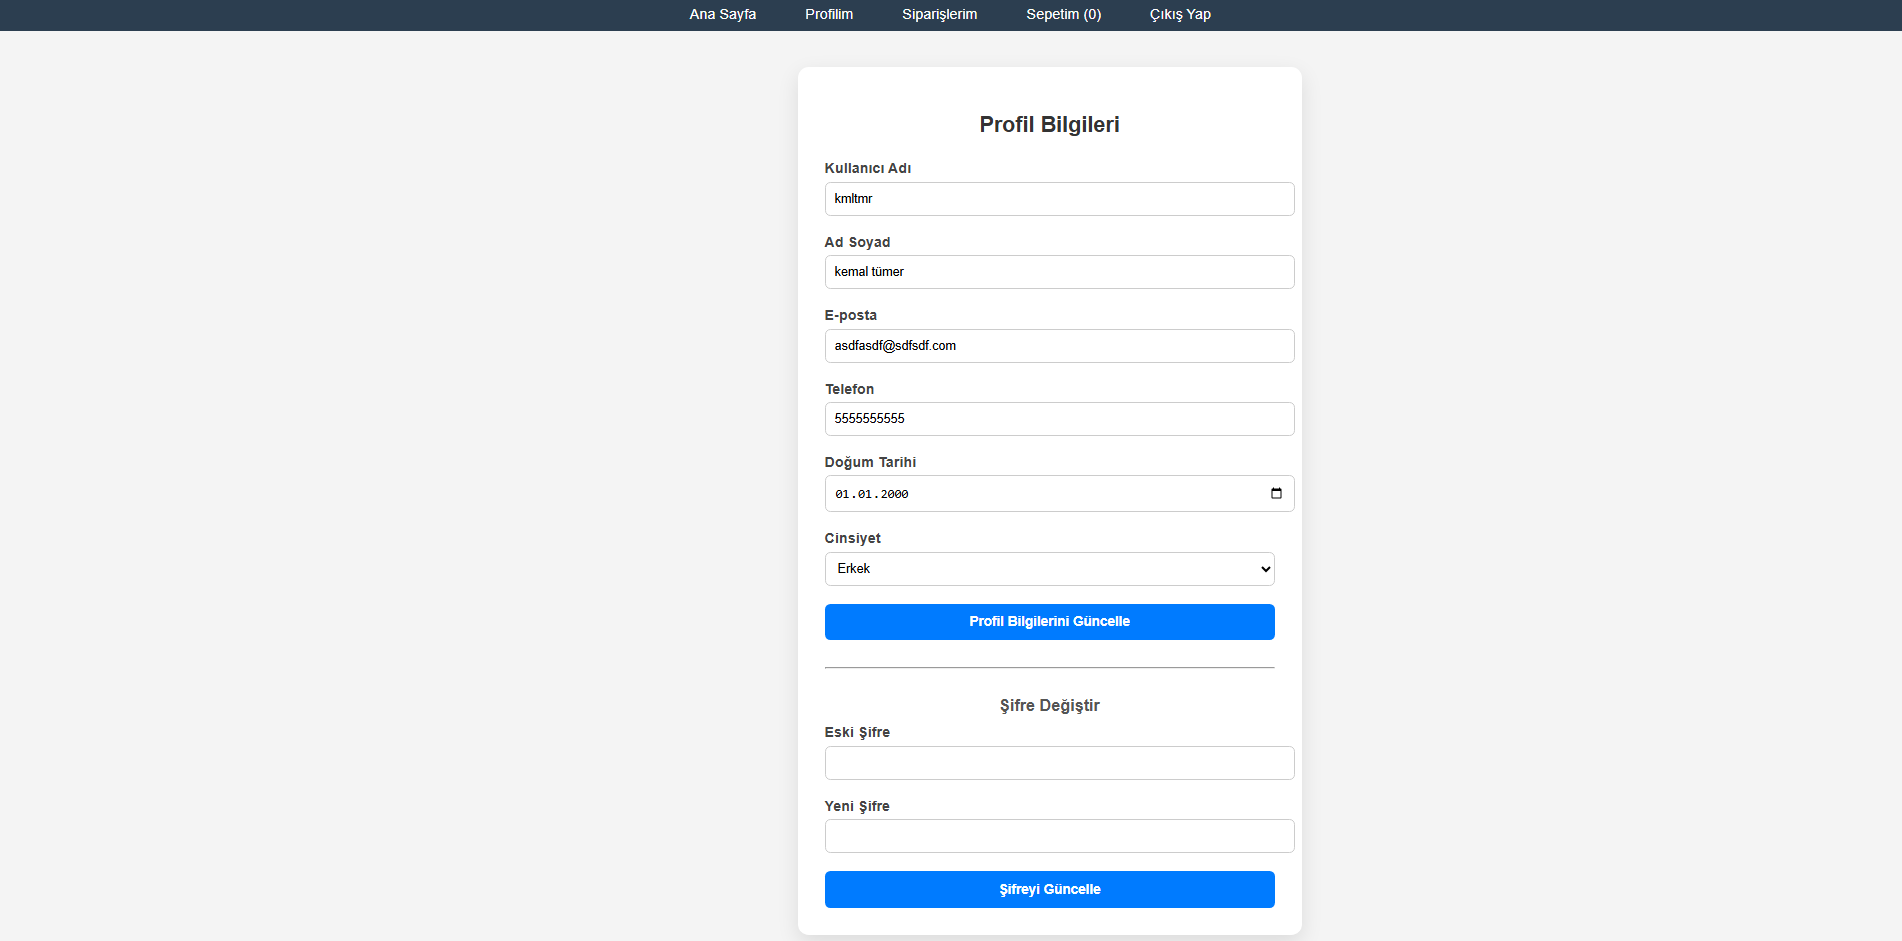 Ana Sayfa Profilim Siparişlerim Sepetim (0) Çıkış Yap
Profil Bilgileri
Kullanıcı Adı
kmltmr
Ad Soyad
kemal tümer
E-posta
asdfasdf@sdfsdf.com
Telefon
5555555555
Doğum Tarihi
01.01.2000
Cinsiyet
Erkek
Profil Bilgilerini Güncelle
Şifre Değiştir
Eski Şifre
Yeni Şifre
Şifreyi Güncelle